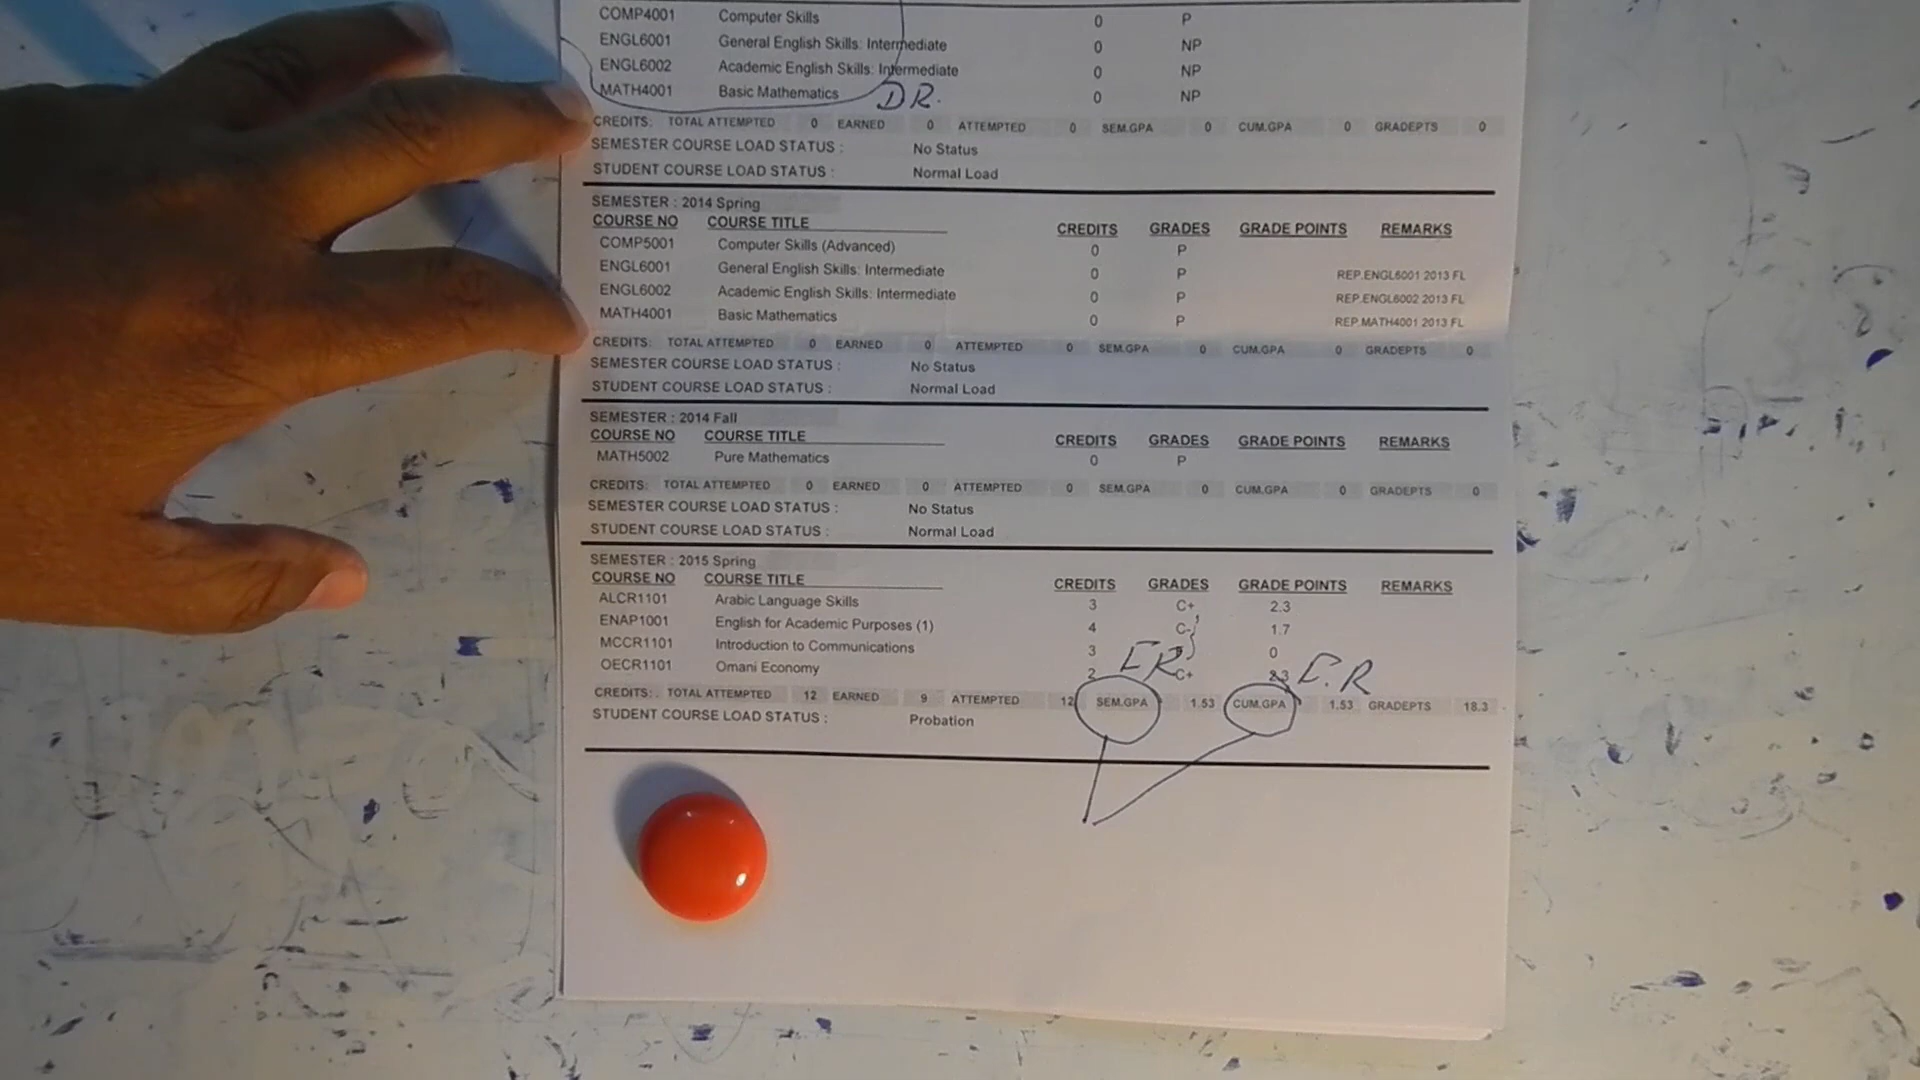 COMP4001 Computer Skills 0 P
ENGL6001 General English Skills: Intermediate 0 NP
ENGL6002 Academic English Skills: Intermediate 0 NP
MATH4001 Basic Mathematics DR. 0 NP
CREDITS: TOTAL ATTEMPTED 0 EARNED 0 ATTEMPTED 0 SEM.GPA 0 CUM.GPA 0 GRADEPTS 0
SEMESTER COURSE LOAD STATUS : No Status
STUDENT COURSE LOAD STATUS : Normal Load
SEMESTER : 2014 Spring
COURSE NO COURSE TITLE CREDITS GRADES GRADE POINTS REMARKS
COMP5001 Computer Skills (Advanced) 0 P
ENGL6001 General English Skills: Intermediate 0 P REP.ENGL6001 2013 FL
ENGL6002 Academic English Skills: Intermediate 0 P REP.ENGL6002 2013 FL
MATH4001 Basic Mathematics 0 P REP.MATH4001 2013 FL
CREDITS: TOTAL ATTEMPTED 0 EARNED 0 ATTEMPTED 0 SEM.GPA 0 CUM.GPA 0 GRADEPTS 0
SEMESTER COURSE LOAD STATUS : No Status
STUDENT COURSE LOAD STATUS : Normal Load
SEMESTER : 2014 Fall
COURSE NO COURSE TITLE CREDITS GRADES GRADE POINTS REMARKS
MATH5002 Pure Mathematics 0 P
CREDITS: TOTAL ATTEMPTED 0 EARNED 0 ATTEMPTED 0 SEM.GPA 0 CUM.GPA 0 GRADEPTS 0
SEMESTER COURSE LOAD STATUS : No Status
STUDENT COURSE LOAD STATUS : Normal Load
SEMESTER : 2015 Spring
COURSE NO COURSE TITLE CREDITS GRADES GRADE POINTS REMARKS
ALCR1101 Arabic Language Skills 3 C+ 2.3
ENAP1001 English for Academic Purposes (1) 4 C- 1.7
MCCR1101 Introduction to Communications 3 0
OECR1101 Omani Economy 2 C+ 2.3
CREDITS: TOTAL ATTEMPTED 12 EARNED 9 ATTEMPTED 12 SEM.GPA 1.53 CUM.GPA 1.53 GRADEPTS 18.3
STUDENT COURSE LOAD STATUS : Probation